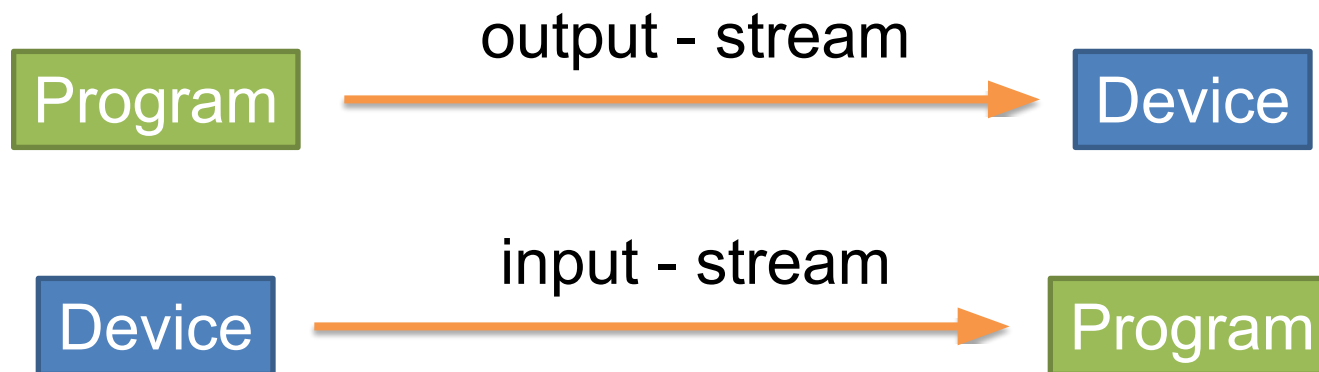 output - stream
Program
Device
input - stream
Device
Program